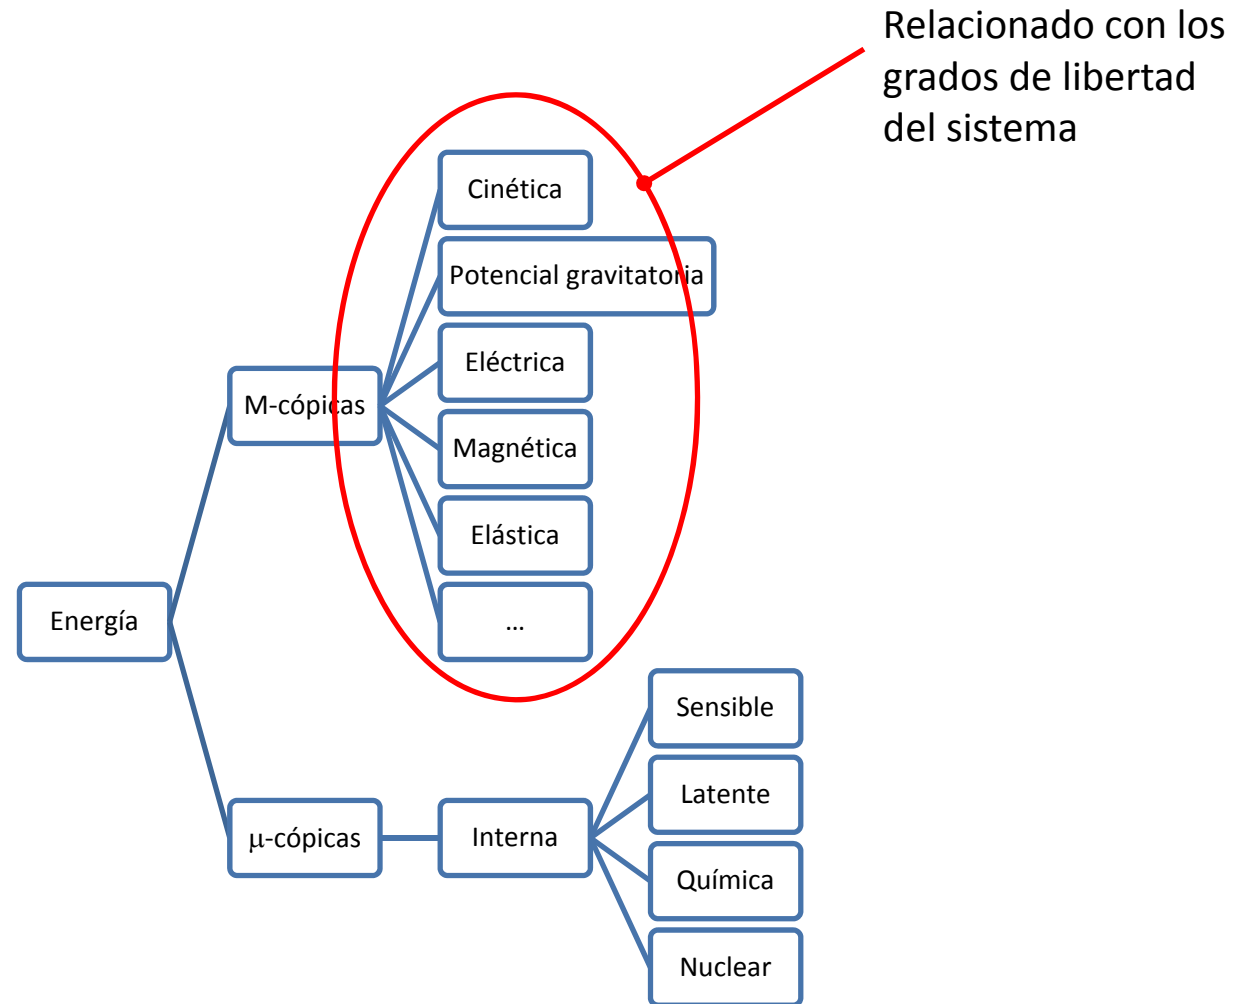 Relacionado con los
grados de libertad
del sistema
Cinética
Potencial gravitatoria
Eléctrica
M-cópicas
Magnética
Elástica
Energía
...
Sensible
Latente
μ-cópicas
Interna
Química
Nuclear